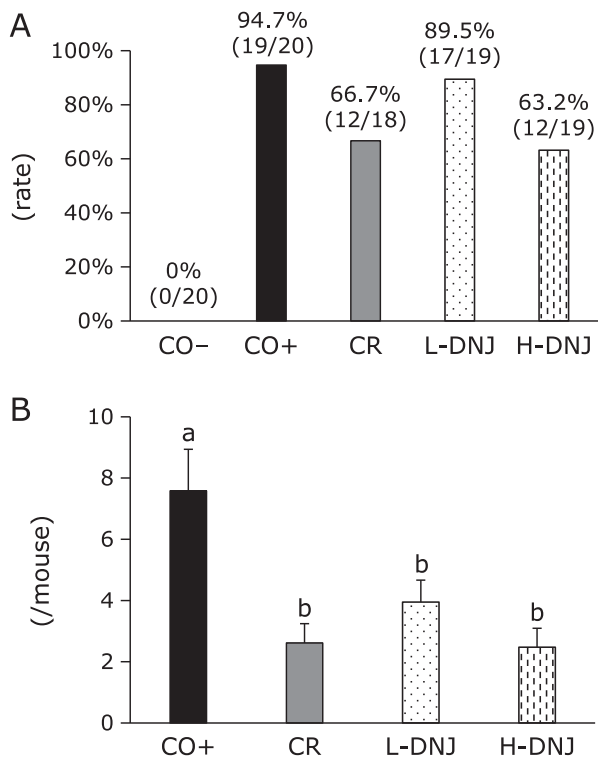 A
94.7%
(19/20)
89.5%
(17/19)
66.7%
(12/18)
63.2%
(12/19)
0%
(0/20)
100%
80%
60%
40%
20%
0%
(rate)
CO− CO+ CR L-DNJ H-DNJ
B
10
8
6
4
2
0
(/mouse)
a
b
b
b
CO+ CR L-DNJ H-DNJ